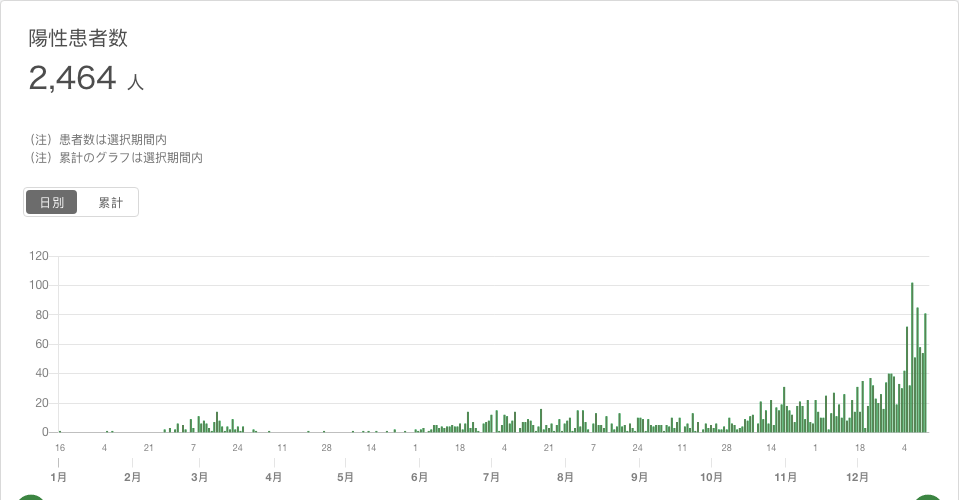 陽性患者数
2,464 人
（注）患者数は選択期間内
（注）累計のグラフは選択期間内
日別 累計
120
100
80
60
40
20
0
16 4 21 7 24 11 28 14 1 18 4 21 7 24 11 28 14 1 18 4
1月 2月 3月 4月 5月 6月 7月 8月 9月 10月 11月 12月